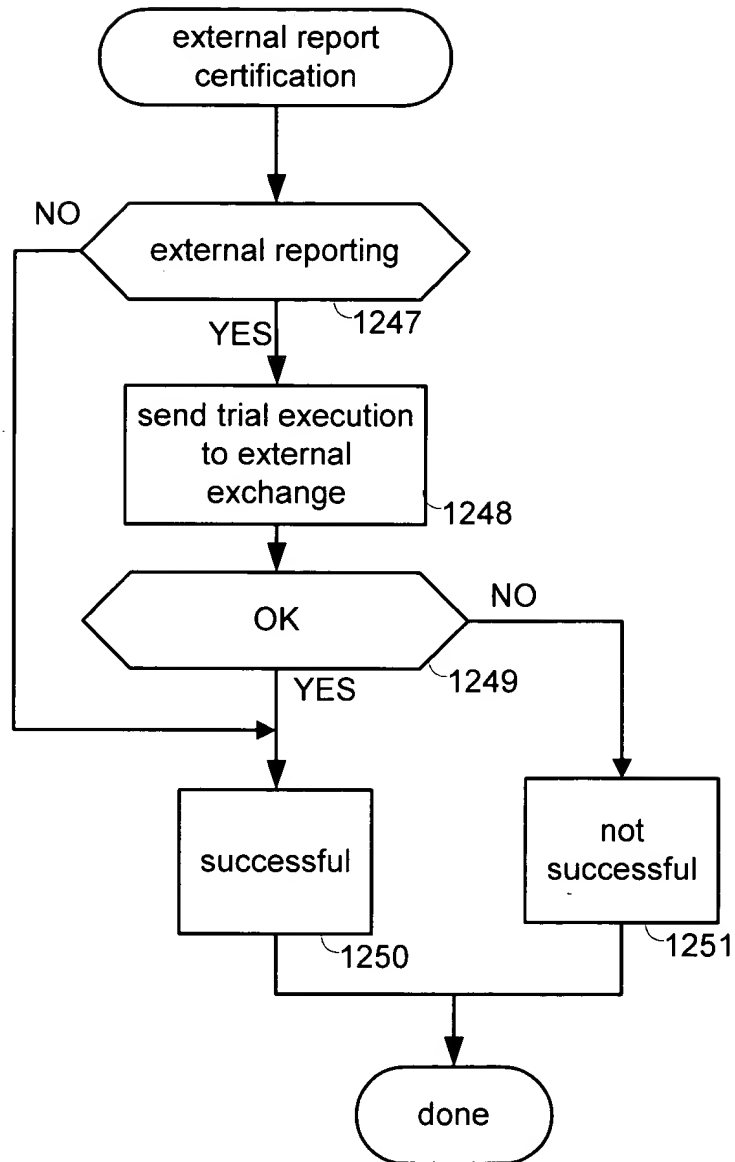 external report
certification
NO
external reporting
1247
YES
send trial execution
to external
exchange
1248
OK
NO
1249
YES
successful
1250
not
successful
1251
done